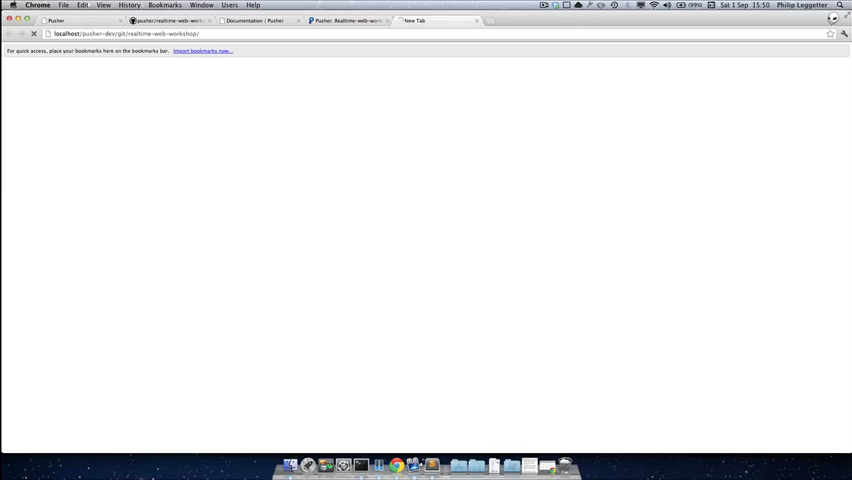 Chrome File Edit View History Bookmarks Window Users Help (99%) Sat 1 Sep 15:50 Philip Leggetter
Pusher pusher/realtime-web-work Documentation | Pusher Pusher: Realtime-web-work New Tab
localhost/pusher-dev/git/realtime-web-workshop/
For quick access, place your bookmarks here on the bookmarks bar. Import bookmarks now...